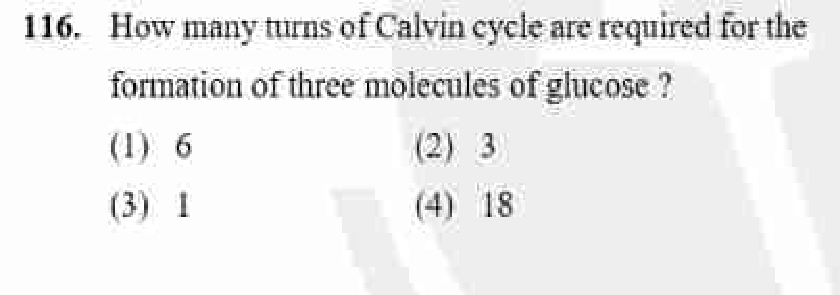 116. How many turns of Calvin cycle are required for the
formation of three molecules of glucose ?
(1) 6 (2) 3
(3) 1 (4) 18